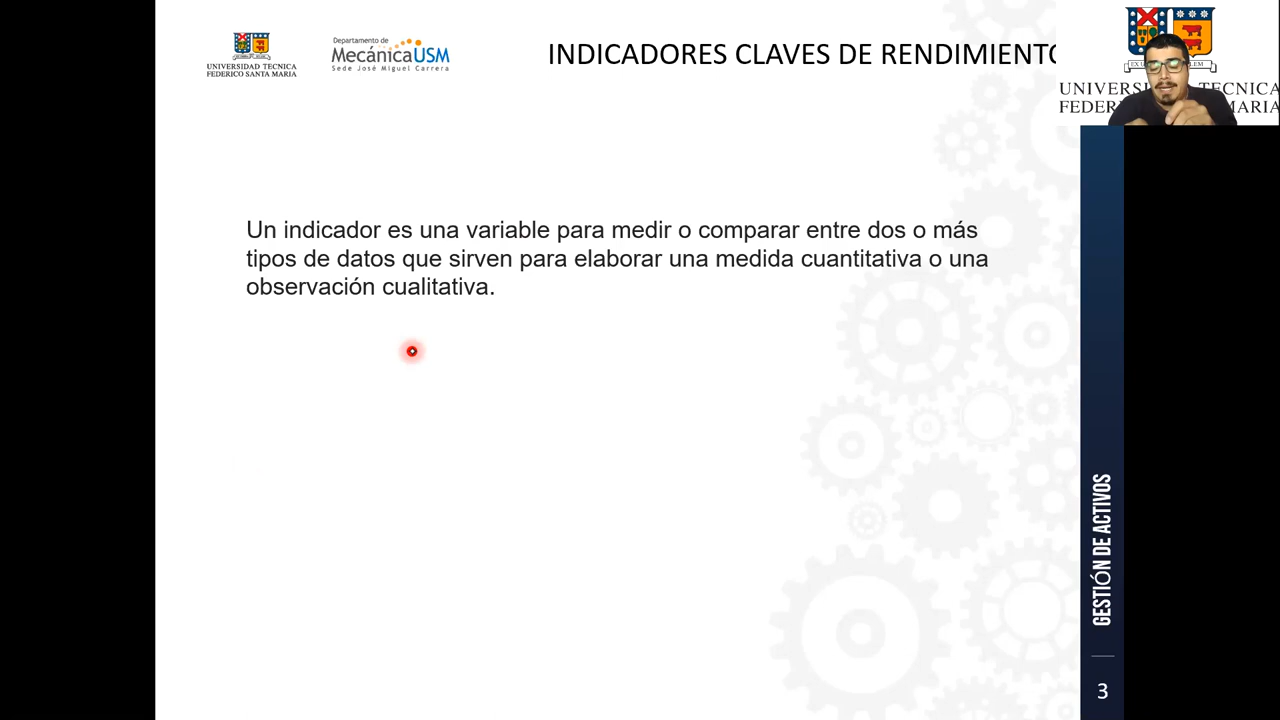 UNIVERSIDAD TECNICA
FEDERICO SANTA MARIA
Departamento de
MecánicaUSM
Sede José Miguel Carrera
INDICADORES CLAVES DE RENDIMIENTO
Un indicador es una variable para medir o comparar entre dos o más
tipos de datos que sirven para elaborar una medida cuantitativa o una
observación cualitativa.
GESTIÓN DE ACTIVOS
3